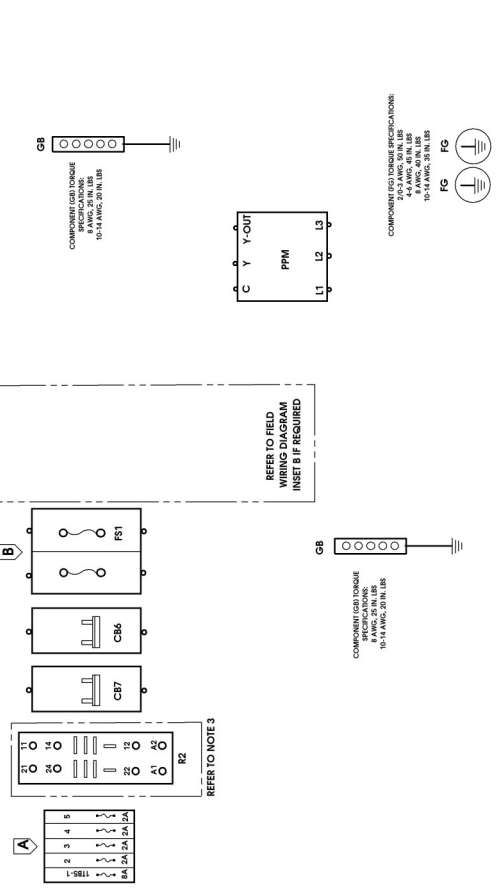 GB
COMPONENT (GB) TORQUE
SPECIFICATIONS:
8 AWG, 25 IN. LBS
10-14 AWG, 20 IN. LBS
COMPONENT (FG) TORQUE SPECIFICATIONS:
2/0-3 AWG, 50 IN. LBS
4-6 AWG, 45 IN. LBS
8 AWG, 40 IN. LBS
10-14 AWG, 35 IN. LBS
FG
FG
C Y Y-OUT
PPM
L1 L2 L3
REFER TO FIELD
WIRING DIAGRAM
INSET B IF REQUIRED
B
FS1
CB6
CB7
GB
COMPONENT (GB) TORQUE
SPECIFICATIONS:
8 AWG, 25 IN. LBS
10-14 AWG, 20 IN. LBS
21 11
24 14
22 12
A1 A2
R2
REFER TO NOTE 3
A
1TB5-1 2 3 4 5
8A 2A 2A 2A 2A